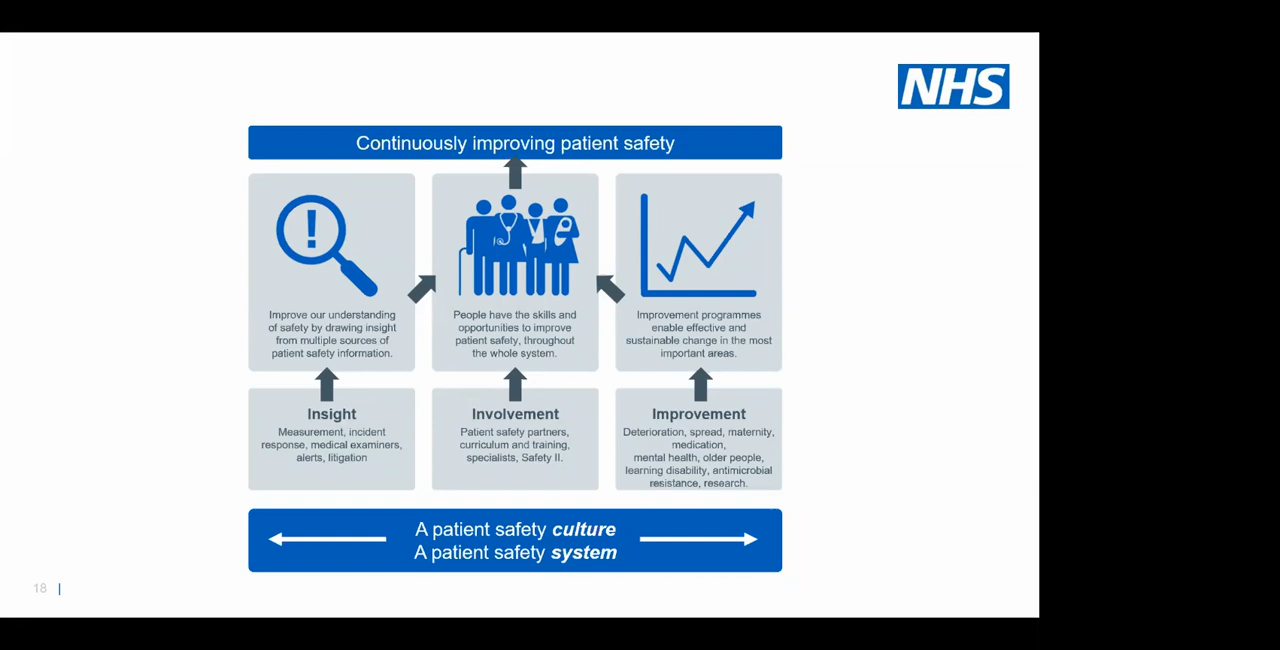 NHS
Continuously improving patient safety
!
Improve our understanding
of safety by drawing insight
from multiple sources of
patient safety information.
People have the skills and
opportunities to improve
patient safety, throughout
the whole system.
Improvement programmes
enable effective and
sustainable change in the most
important areas.
Insight
Measurement, incident
response, medical examiners,
alerts, litigation
Involvement
Patient safety partners,
curriculum and training,
specialists, Safety II.
Improvement
Deterioration, spread, maternity,
medication,
mental health, older people,
learning disability, antimicrobial
resistance, research.
A patient safety culture
A patient safety system
18 |